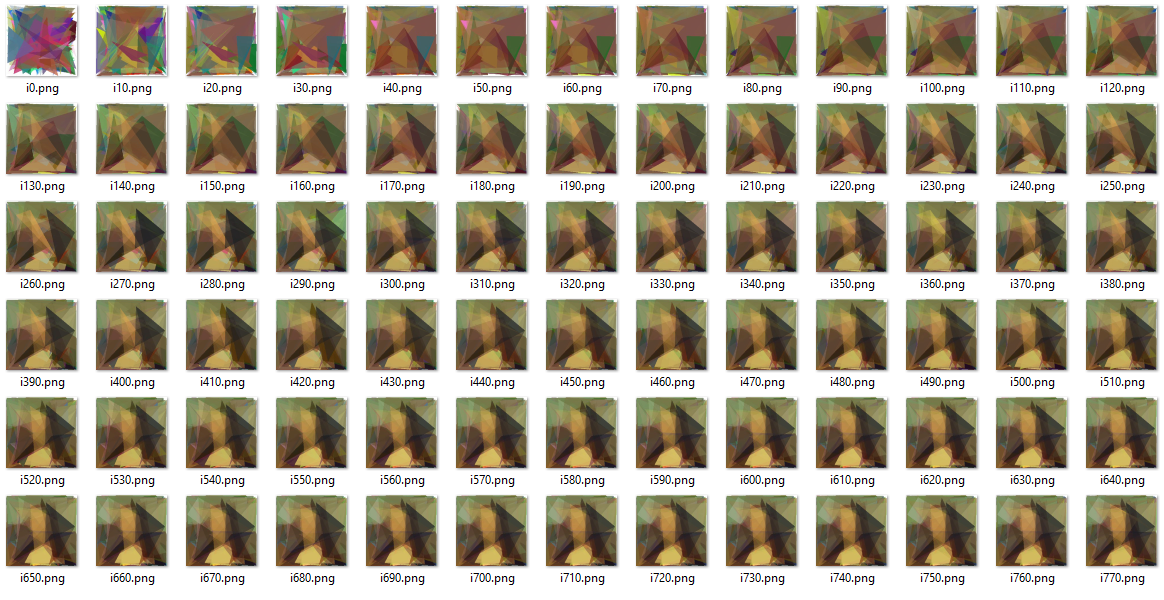 i0.png i10.png i20.png i30.png i40.png i50.png i60.png i70.png i80.png i90.png i100.png i110.png i120.png
i130.png i140.png i150.png i160.png i170.png i180.png i190.png i200.png i210.png i220.png i230.png i240.png i250.png
i260.png i270.png i280.png i290.png i300.png i310.png i320.png i330.png i340.png i350.png i360.png i370.png i380.png
i390.png i400.png i410.png i420.png i430.png i440.png i450.png i460.png i470.png i480.png i490.png i500.png i510.png
i520.png i530.png i540.png i550.png i560.png i570.png i580.png i590.png i600.png i610.png i620.png i630.png i640.png
i650.png i660.png i670.png i680.png i690.png i700.png i710.png i720.png i730.png i740.png i750.png i760.png i770.png